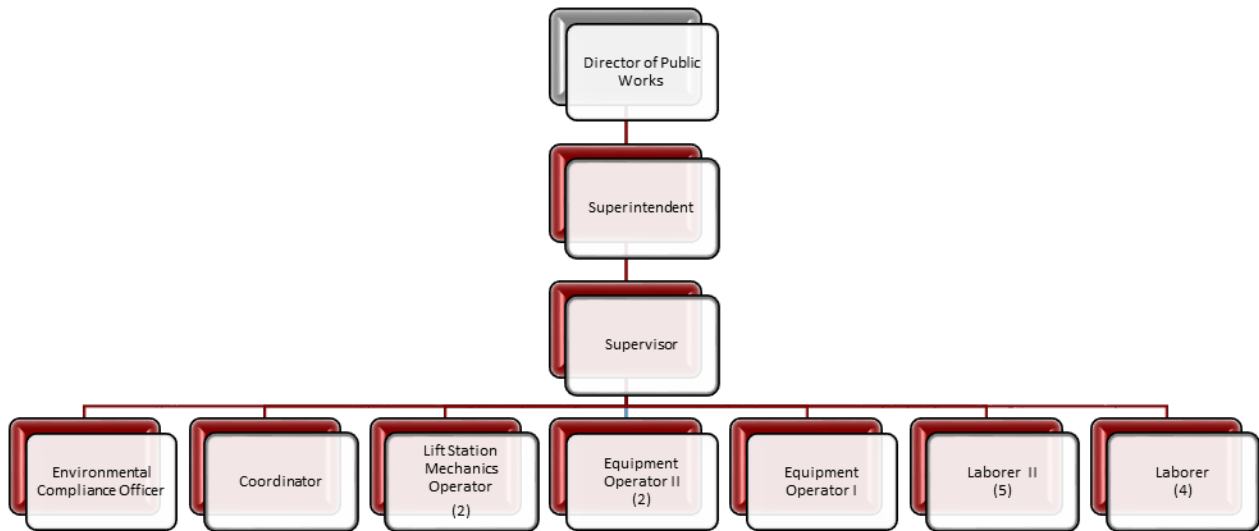 Director of Public
Works
Superintendent
Supervisor
Environmental
Compliance Officer
Coordinator
Lift Station
Mechanics
Operator
(2)
Equipment
Operator II
(2)
Equipment
Operator I
Laborer II
(5)
Laborer
(4)